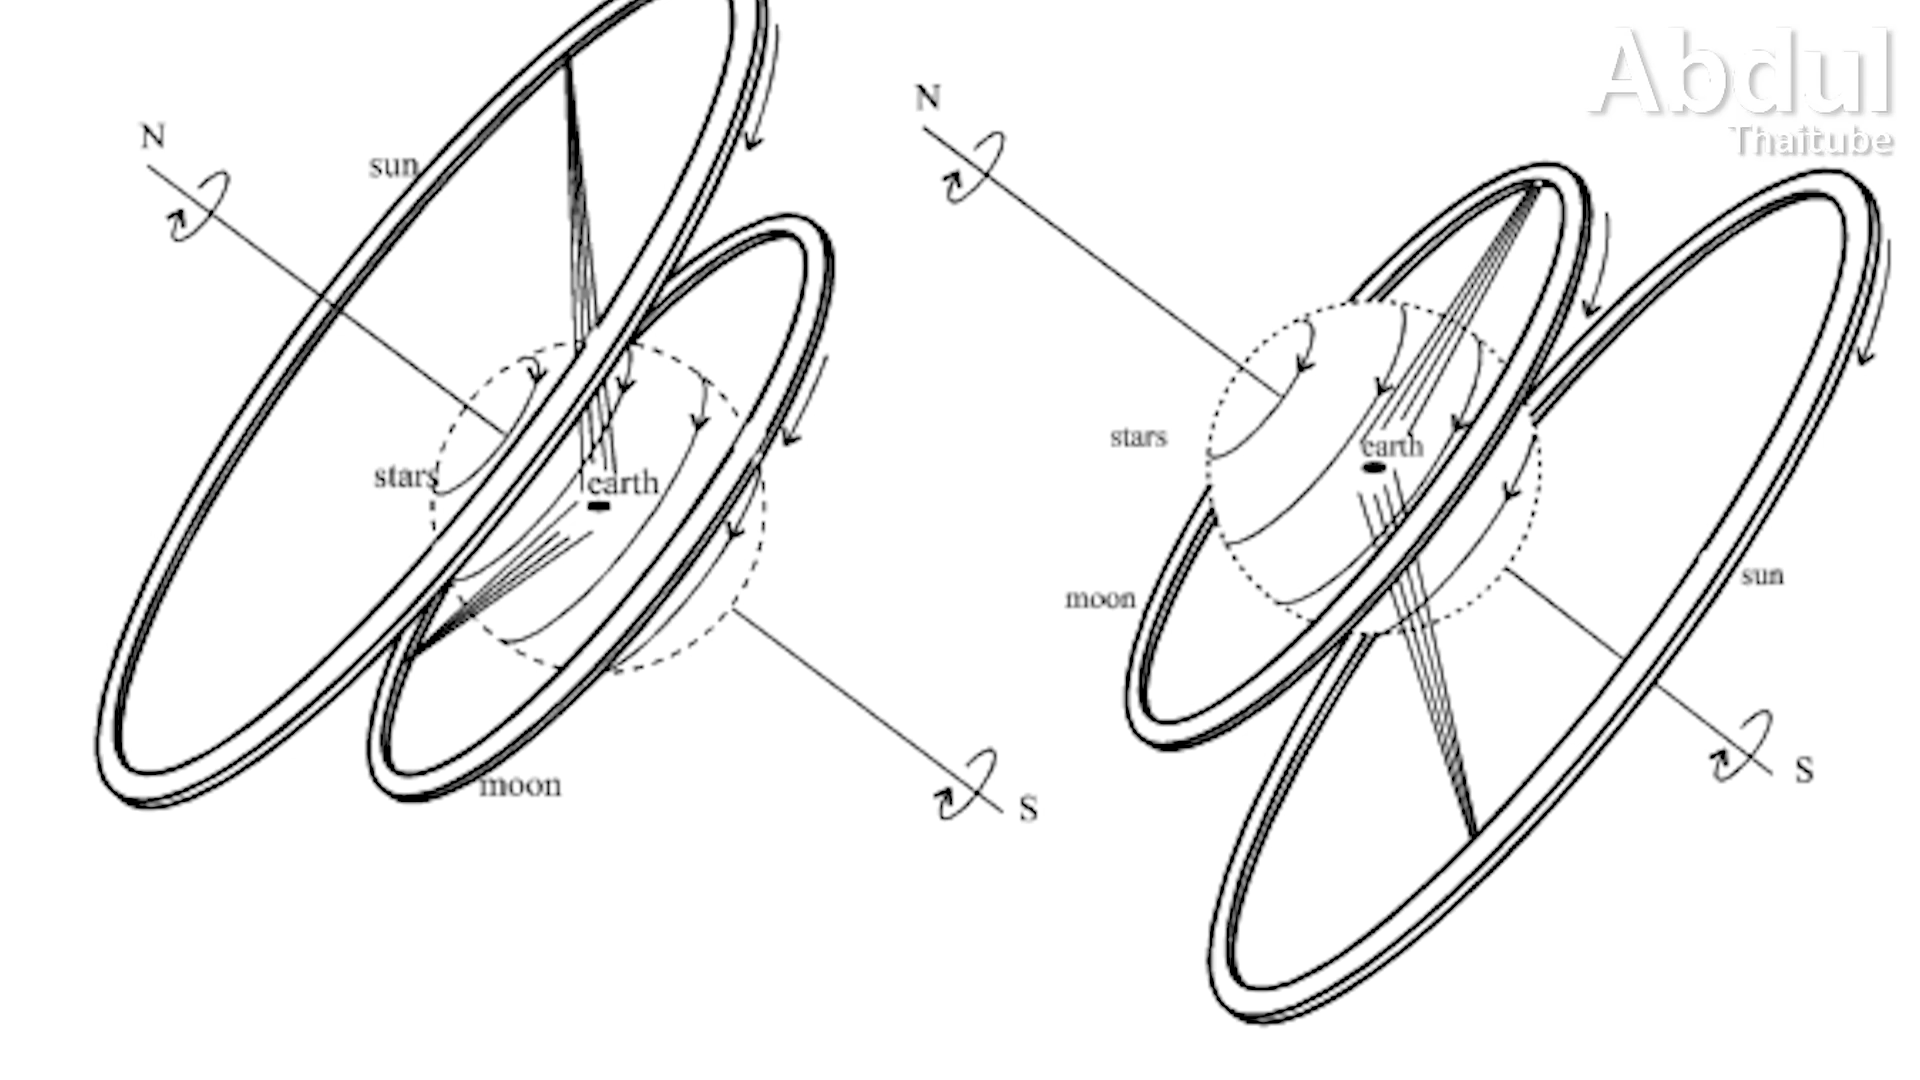 Abdul
Thaitube
N
sun
stars
earth
moon
S
N
stars
earth
moon
sun
S